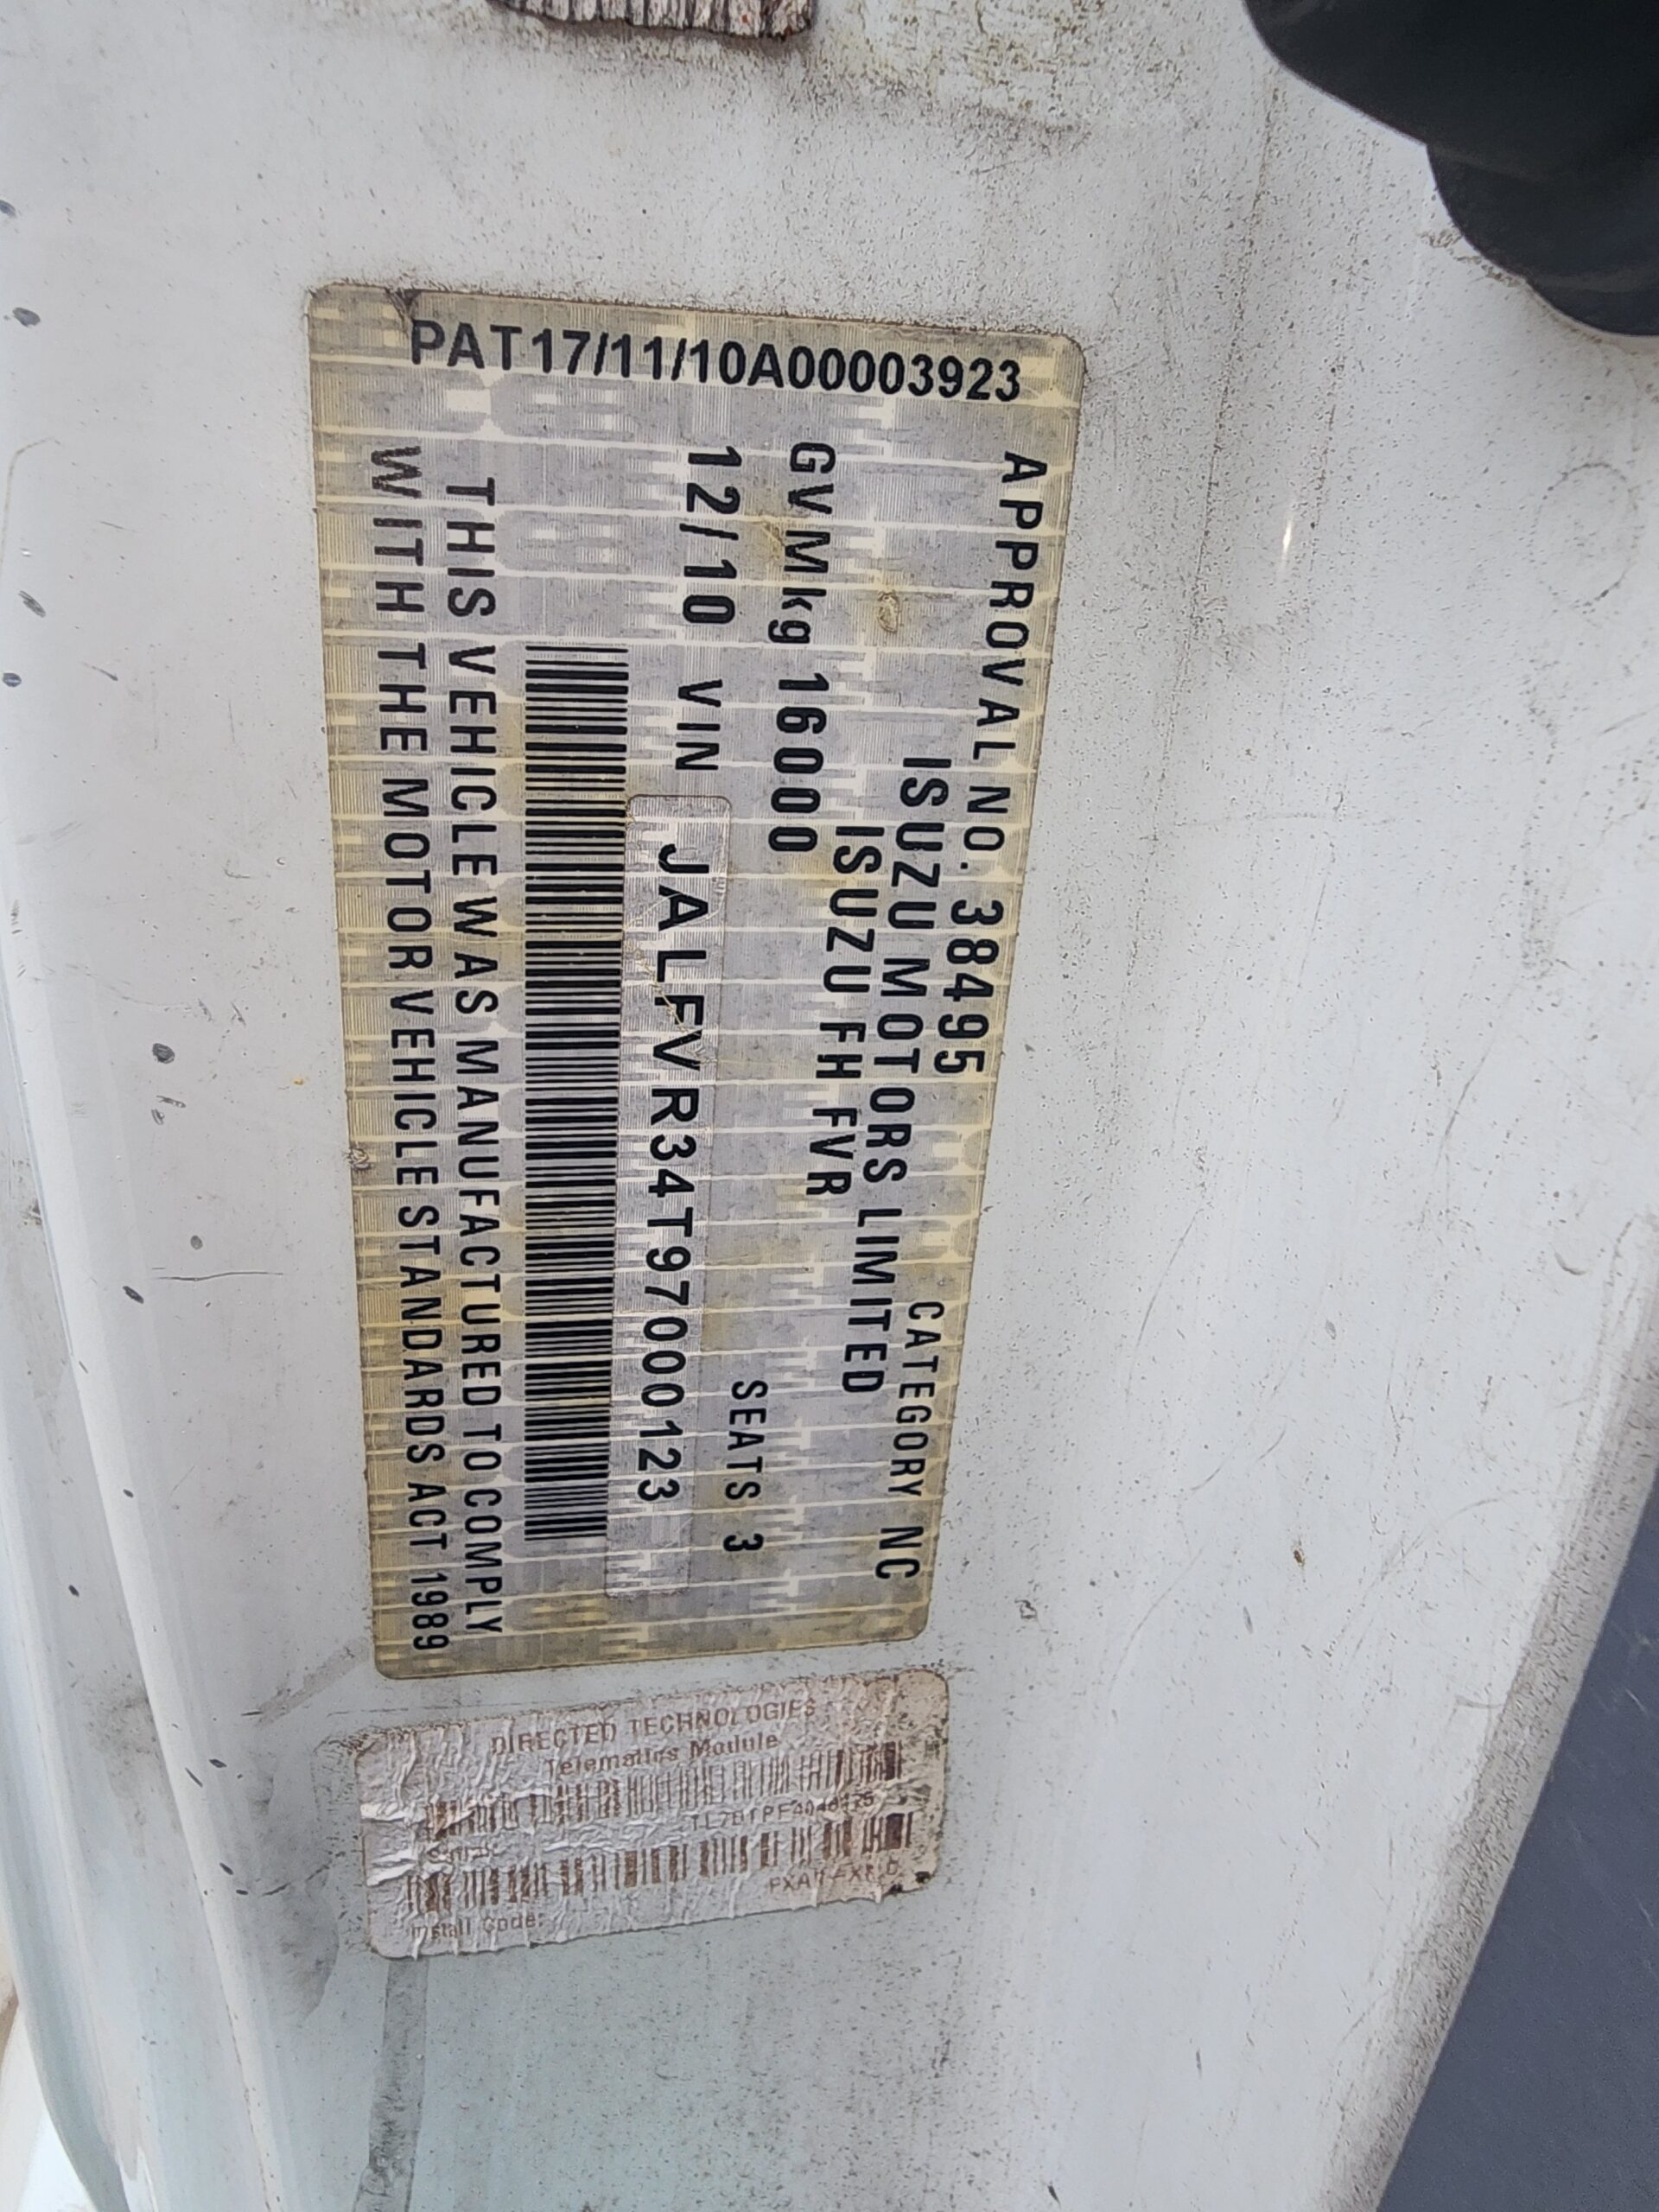 PAT17/11/10A00003923
APPROVAL NO. 38495 CATEGORY NC
ISUZU MOTORS LIMITED
ISUZU FH FVR
GVMkg 16000 SEATS 3
12/10 VIN JALFVR34T97000123
THIS VEHICLE WAS MANUFACTURED TO COMPLY
WITH THE MOTOR VEHICLE STANDARDS ACT 1989
DIRECTED TECHNOLOGIES
Telematics Module
Install Code: